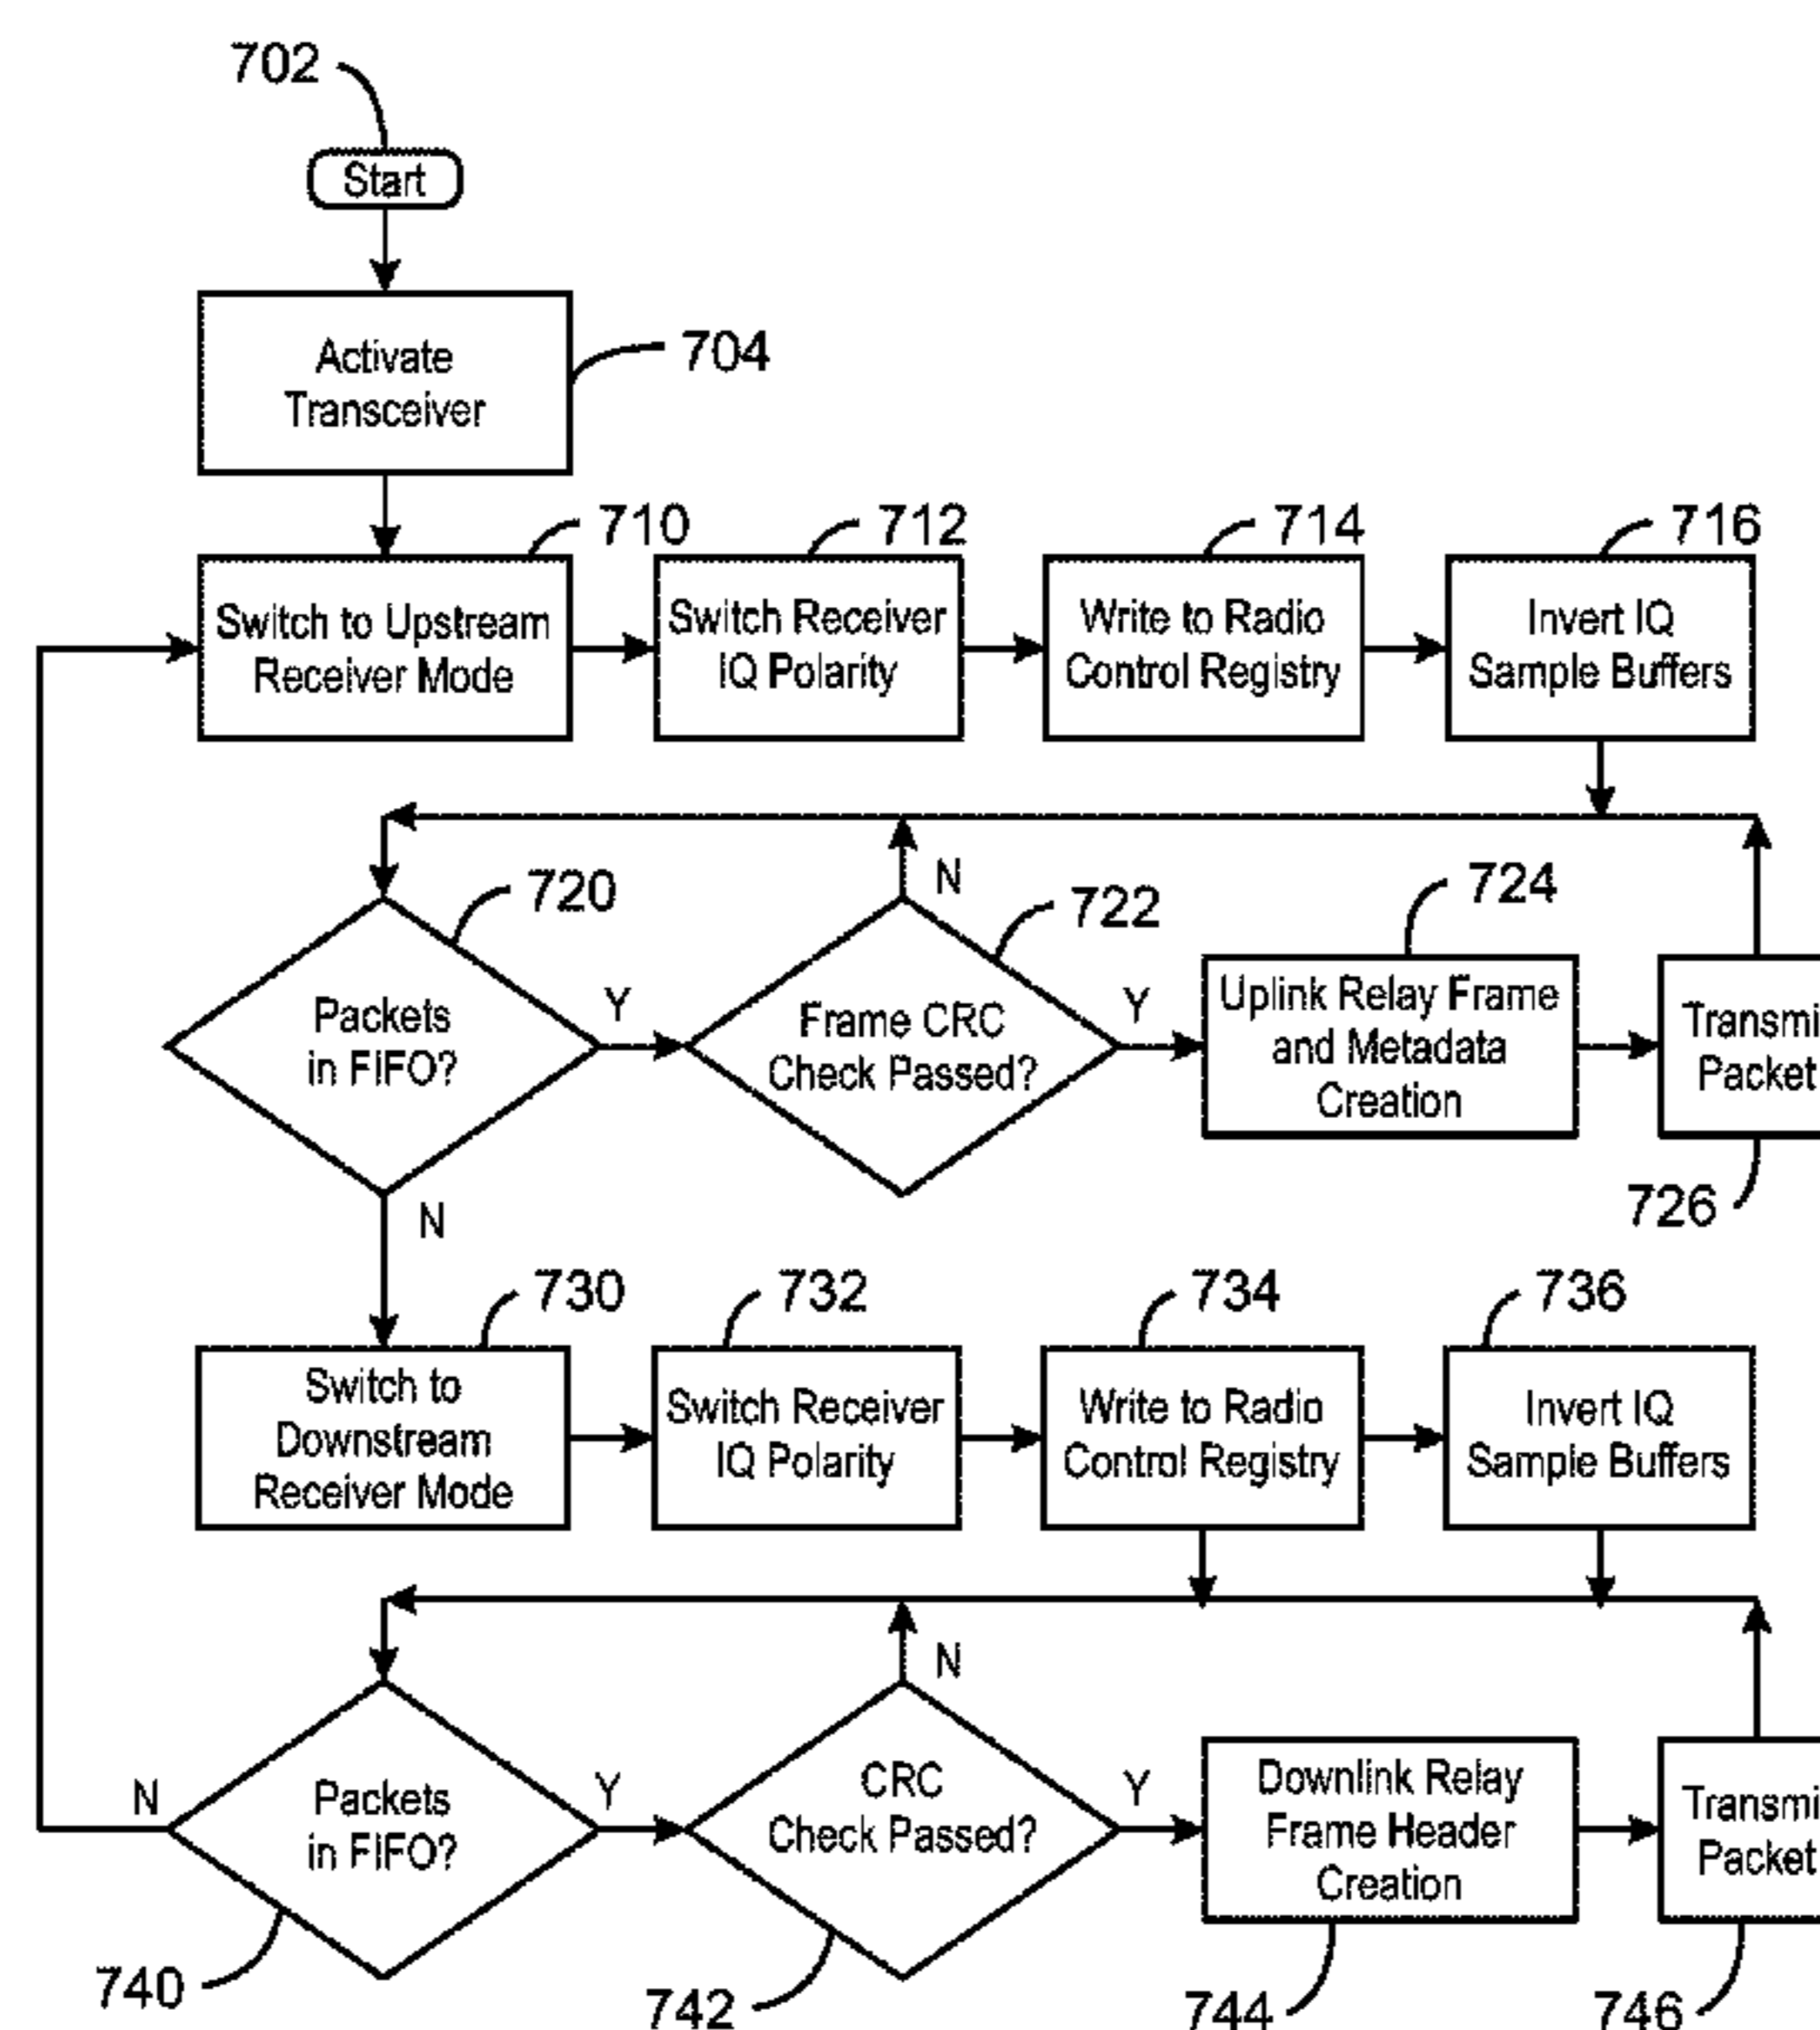 702
Start
Activate
Transceiver
704
710
712
714
716
Switch to Upstream
Receiver Mode
Switch Receiver
IQ Polarity
Write to Radio
Control Registry
Invert IQ
Sample Buffers
N
720
722
724
Packets
in FIFO?
Y
Frame CRC
Check Passed?
Y
Uplink Relay Frame
and Metadata
Creation
Transmi
Packet
726
N
730
732
734
736
Switch to
Downstream
Receiver Mode
Switch Receiver
IQ Polarity
Write to Radio
Control Registry
Invert IQ
Sample Buffers
N
N
Packets
in FIFO?
Y
CRC
Check Passed?
Y
Downlink Relay
Frame Header
Creation
Transmi
Packet
740
742
744
746